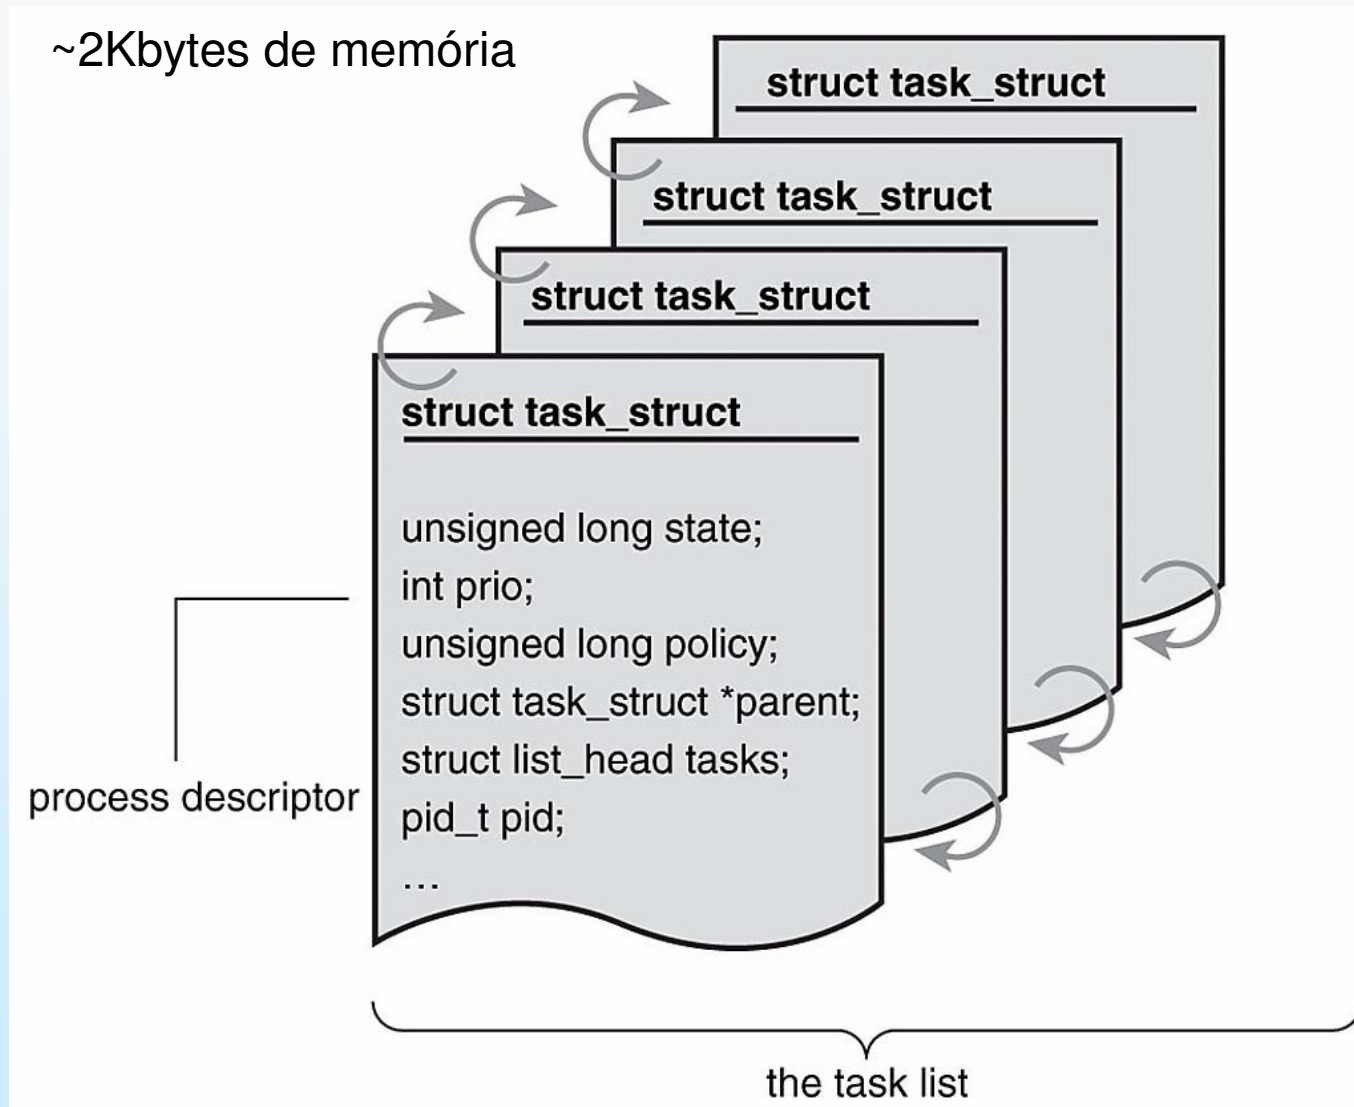 ~2Kbytes de memória
struct task_struct
struct task_struct
struct task_struct
struct task_struct
unsigned long state;
int prio;
unsigned long policy;
struct task_struct *parent;
struct list_head tasks;
process descriptor
pid_t pid;
...
the task list